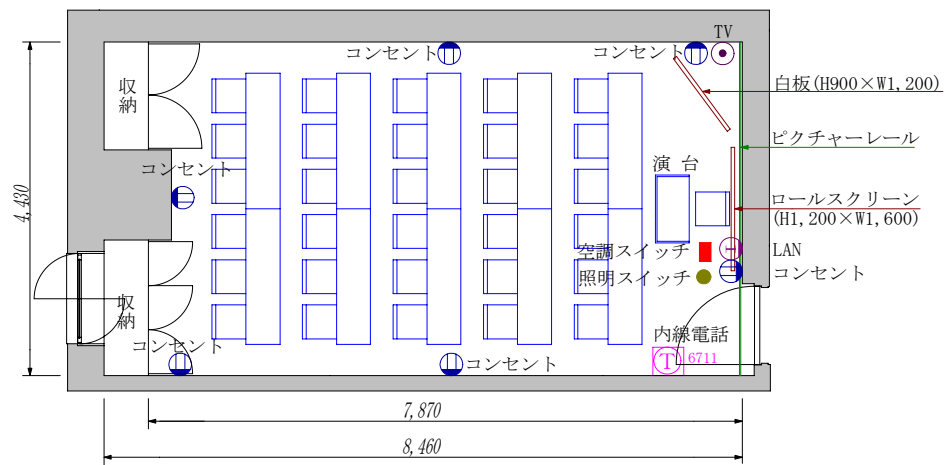 TV
コンセント
コンセント
白板(H900×W1,200)
収納
ピクチャーレール
コンセント
演 台
4,430
ロールスクリーン
(H1,200×W1,600)
空調スイッチ
LAN
照明スイッチ
コンセント
収納
内線電話
コンセント
T
6711
コンセント
7,870
8,460